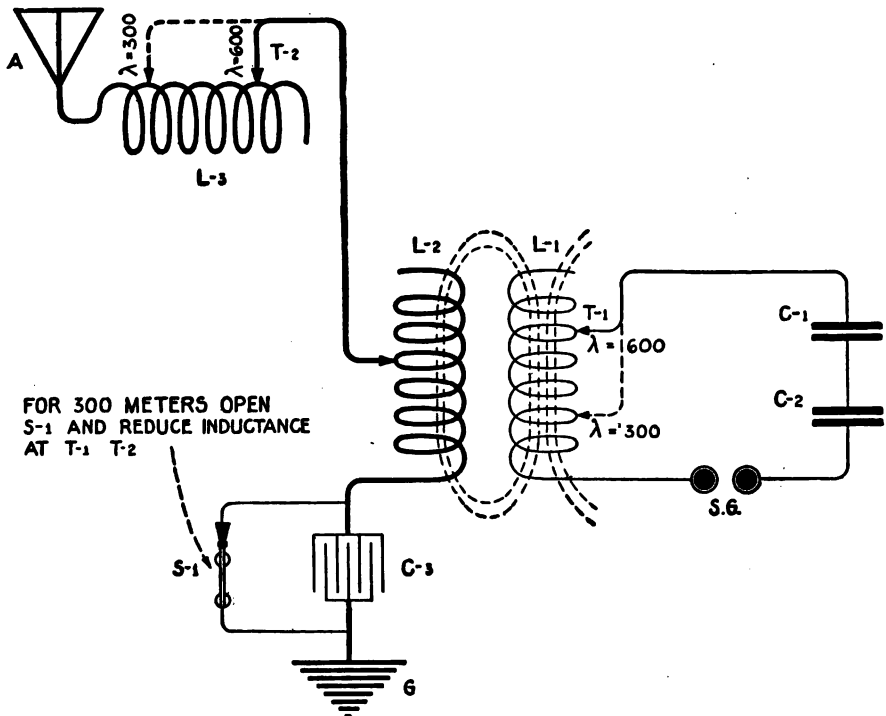 A
λ=300
λ=600
T-2
L-3
L-2
L-1
T-1
λ=600
λ=300
C-1
C-2
S.G.
FOR 300 METERS OPEN
S-1 AND REDUCE INDUCTANCE
AT T-1 T-2
S-1
C-3
G